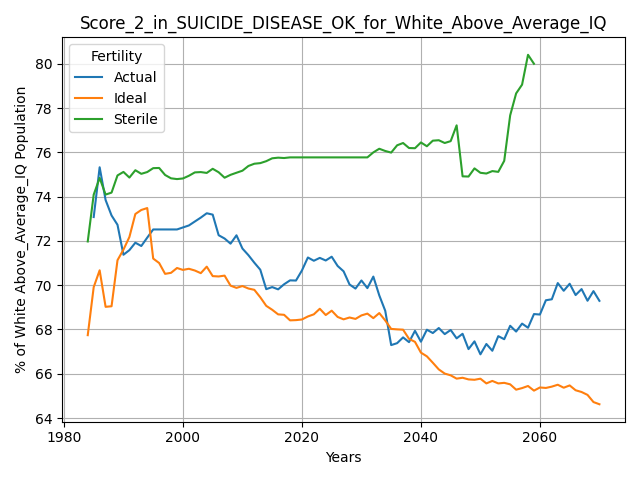 Score_2_in_SUICIDE_DISEASE_OK_for_White_Above_Average_IQ
Fertility
Actual
Ideal
Sterile
% of White Above_Average_IQ Population
80
78
76
74
72
70
68
66
64
1980
2000
2020
2040
2060
Years